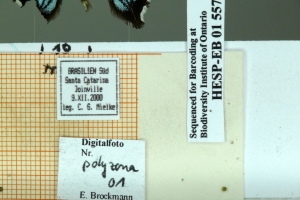 10
BRASILIEN Süd
Santa Catarina
Joinville
9.XII.2000
leg. C. G. Mielke
Digitalfoto
Nr.
polyzona
01
E. Brockmann
Sequenced for Barcoding at
Biodiversity Institute of Ontario
HESP-EB 01 557